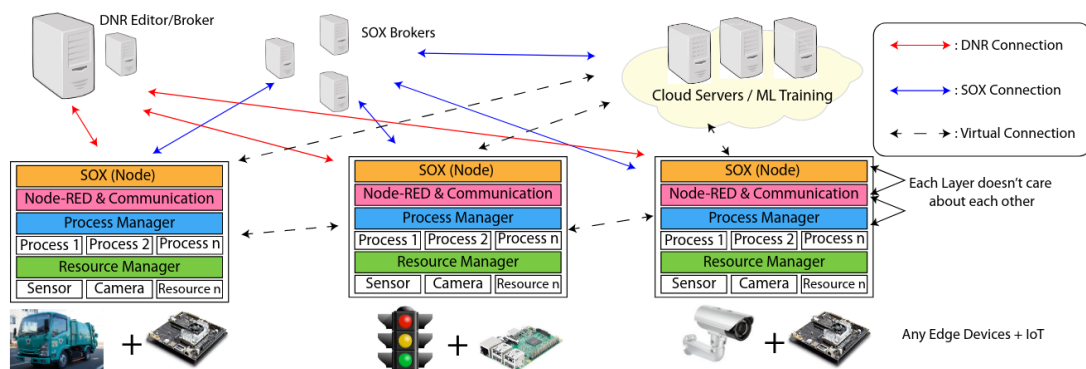 DNR Editor/Broker
SOX Brokers
Cloud Servers / ML Training
: DNR Connection
: SOX Connection
: Virtual Connection
SOX (Node)
Node-RED & Communication
Process Manager
Process 1 Process 2 Process n
Resource Manager
Sensor Camera Resource n
SOX (Node)
Node-RED & Communication
Process Manager
Process 1 Process 2 Process n
Resource Manager
Sensor Camera Resource n
SOX (Node)
Node-RED & Communication
Process Manager
Process 1 Process 2 Process n
Resource Manager
Sensor Camera Resource n
Each Layer doesn't care
about each other
+
+
+
Any Edge Devices + IoT